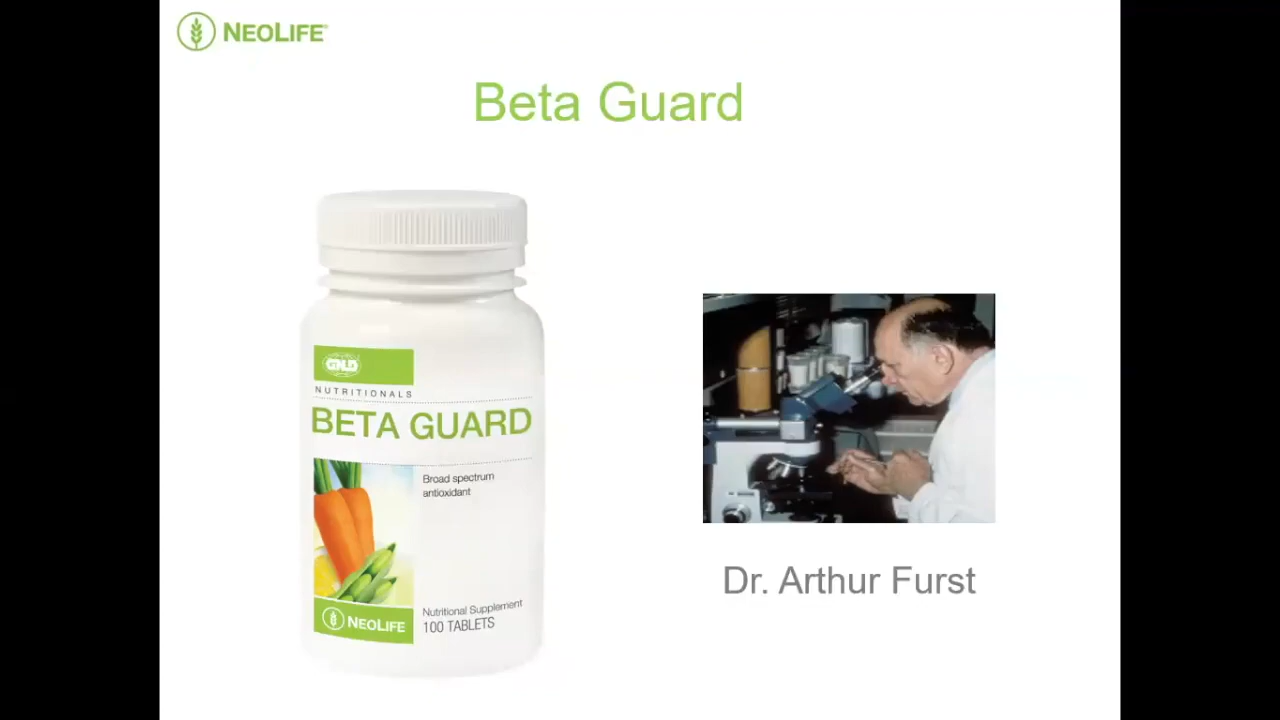 NEOLIFE®
Beta Guard
GNLD
NUTRITIONALS
BETA GUARD
Broad spectrum
antioxidant
Nutritional Supplement
100 TABLETS
NEOLIFE
Dr. Arthur Furst